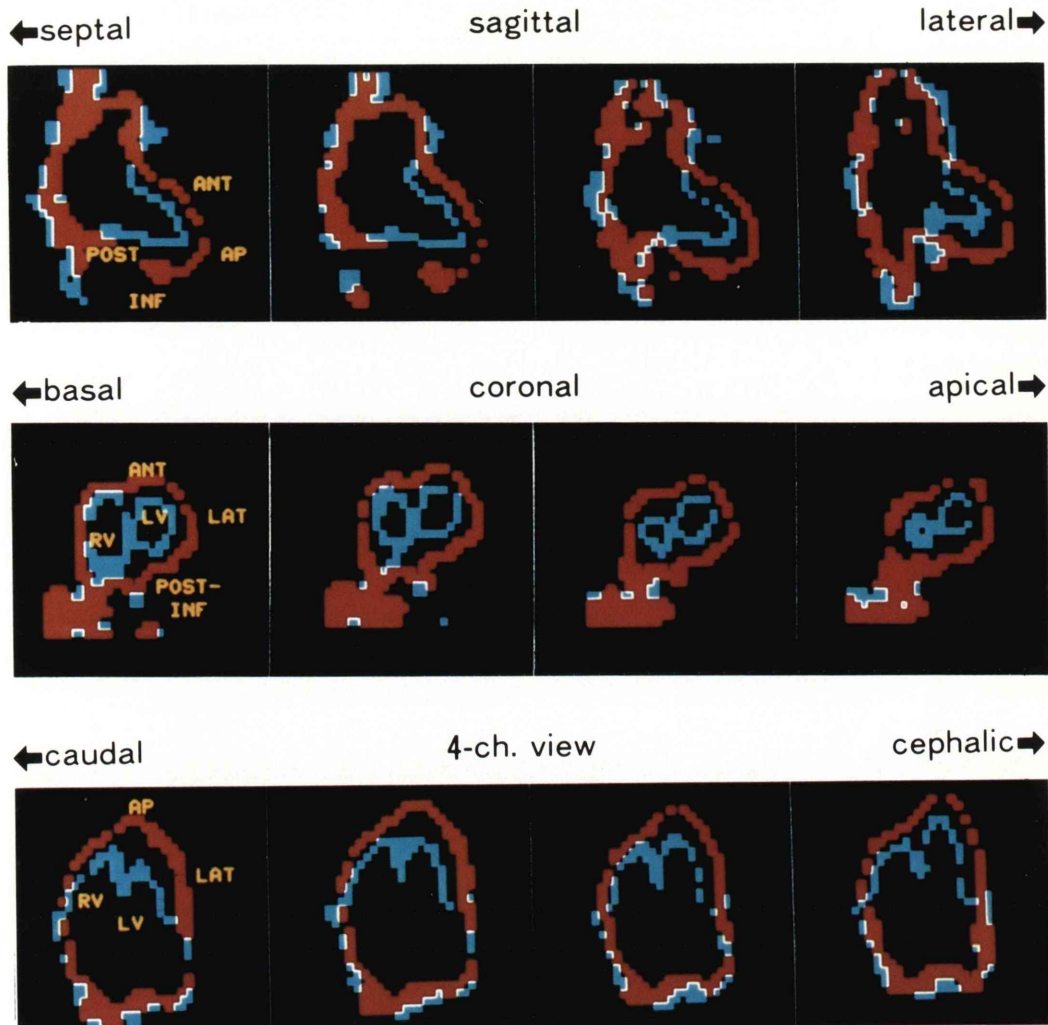 ←septal sagittal lateral→
ANT
POST AP
INF
←basal coronal apical→
ANT
LV LAT
RV
POST-
INF
←caudal 4-ch. view cephalic→
AP
LAT
RV
LV